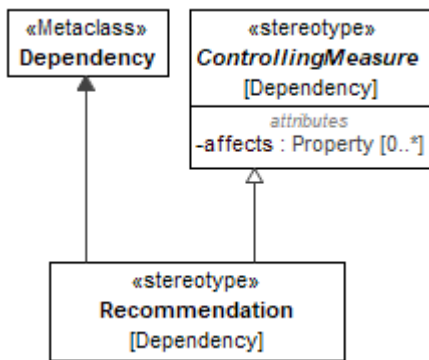 «Metaclass»
Dependency
«stereotype»
ControllingMeasure
[Dependency]
attributes
-affects : Property [0..*]
«stereotype»
Recommendation
[Dependency]